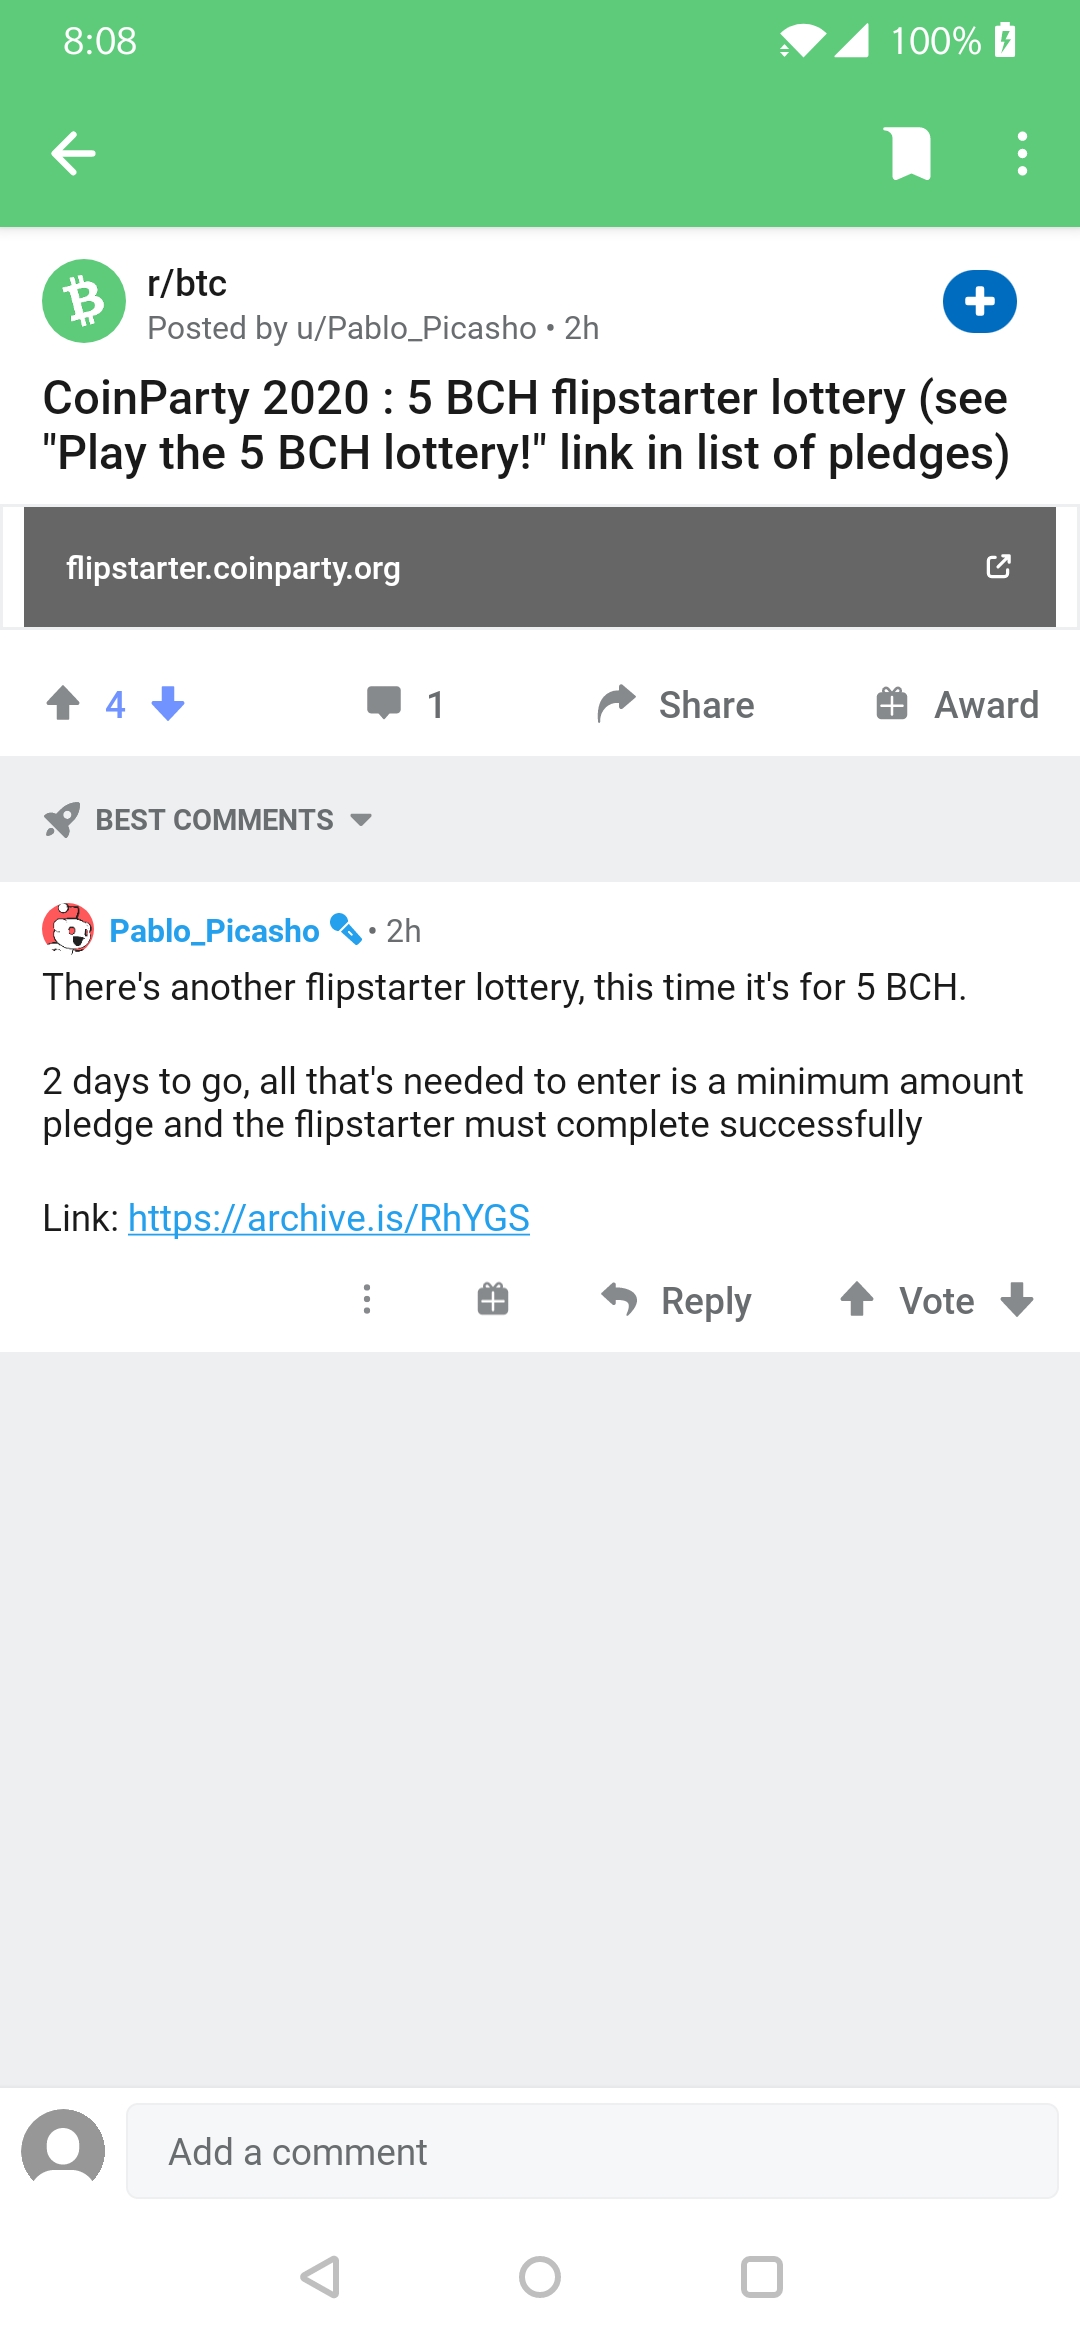 8:08
100%
r/btc
Posted by u/Pablo_Picasho • 2h
CoinParty 2020 : 5 BCH flipstarter lottery (see
"Play the 5 BCH lottery!" link in list of pledges)
flipstarter.coinparty.org
4
1
Share
Award
BEST COMMENTS
Pablo_Picasho • 2h
There's another flipstarter lottery, this time it's for 5 BCH.
2 days to go, all that's needed to enter is a minimum amount
pledge and the flipstarter must complete successfully
Link: https://archive.is/RhYGS
Reply
Vote
Add a comment